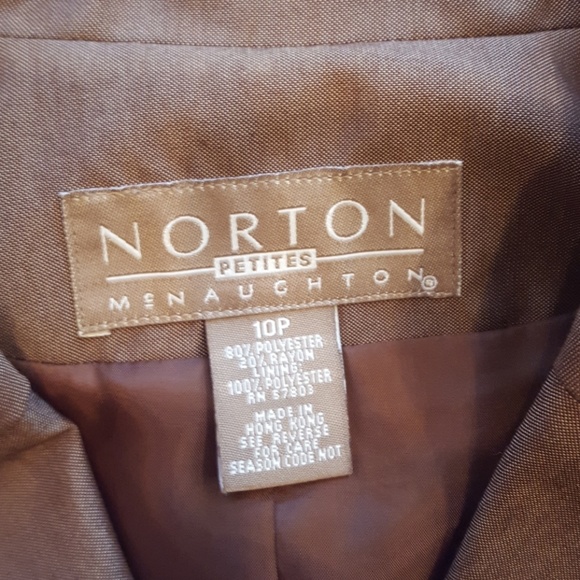 NORTON
PETITES
McNAUGHTON®
10P
80% POLYESTER
20% RAYON
LINING:
100% POLYESTER
RN 57803
MADE IN
HONG KONG
SEE REVERSE
FOR CARE
SEASON CODE NOT